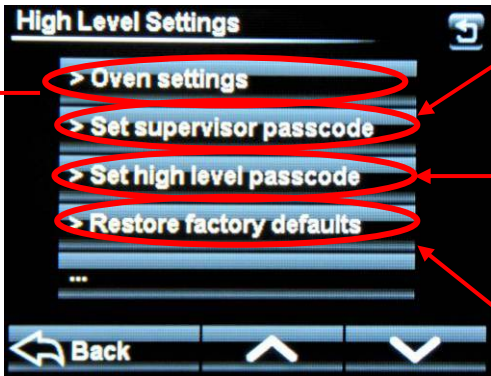 High Level Settings
> Oven settings
> Set supervisor passcode
> Set high level passcode
> Restore factory defaults
...
Back